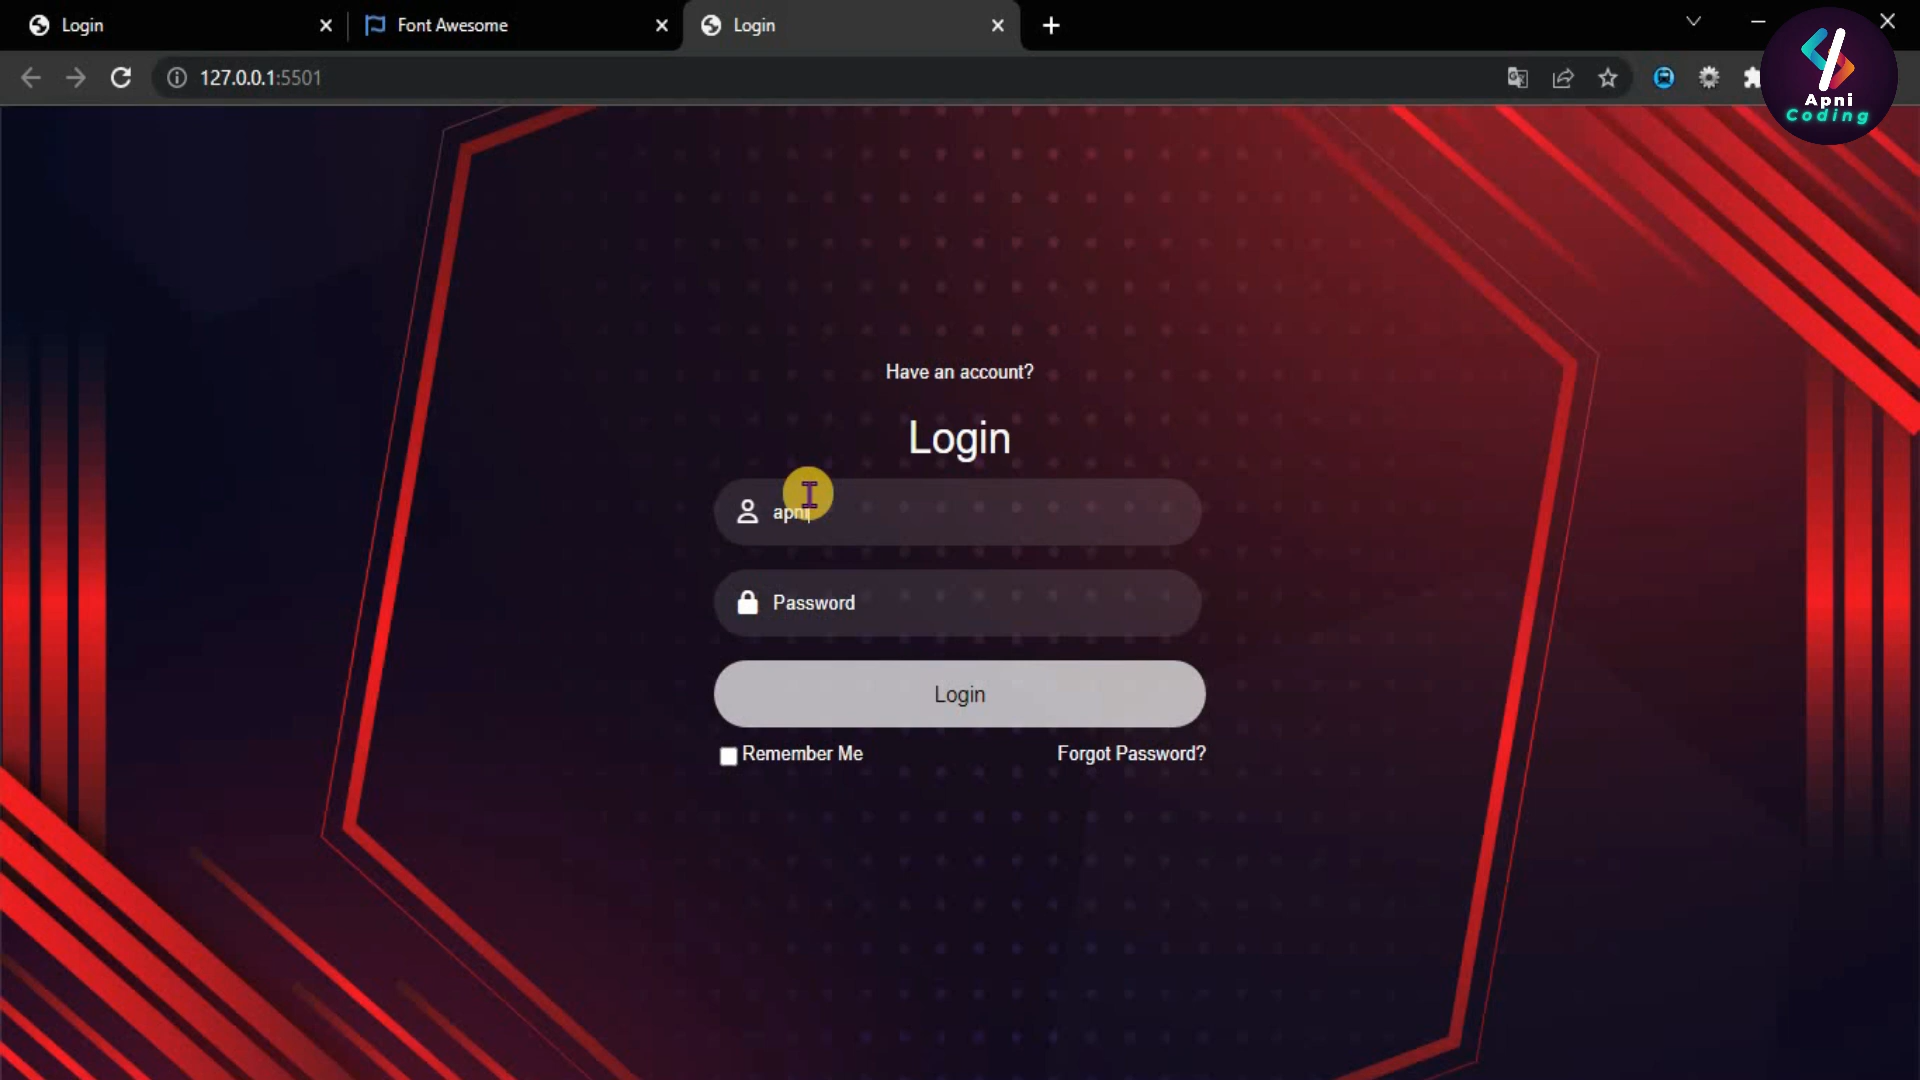 Login
Font Awesome
Login
127.0.0.1:5501
Apni
Coding
Have an account?
Login
apni
Password
Login
Remember Me
Forgot Password?